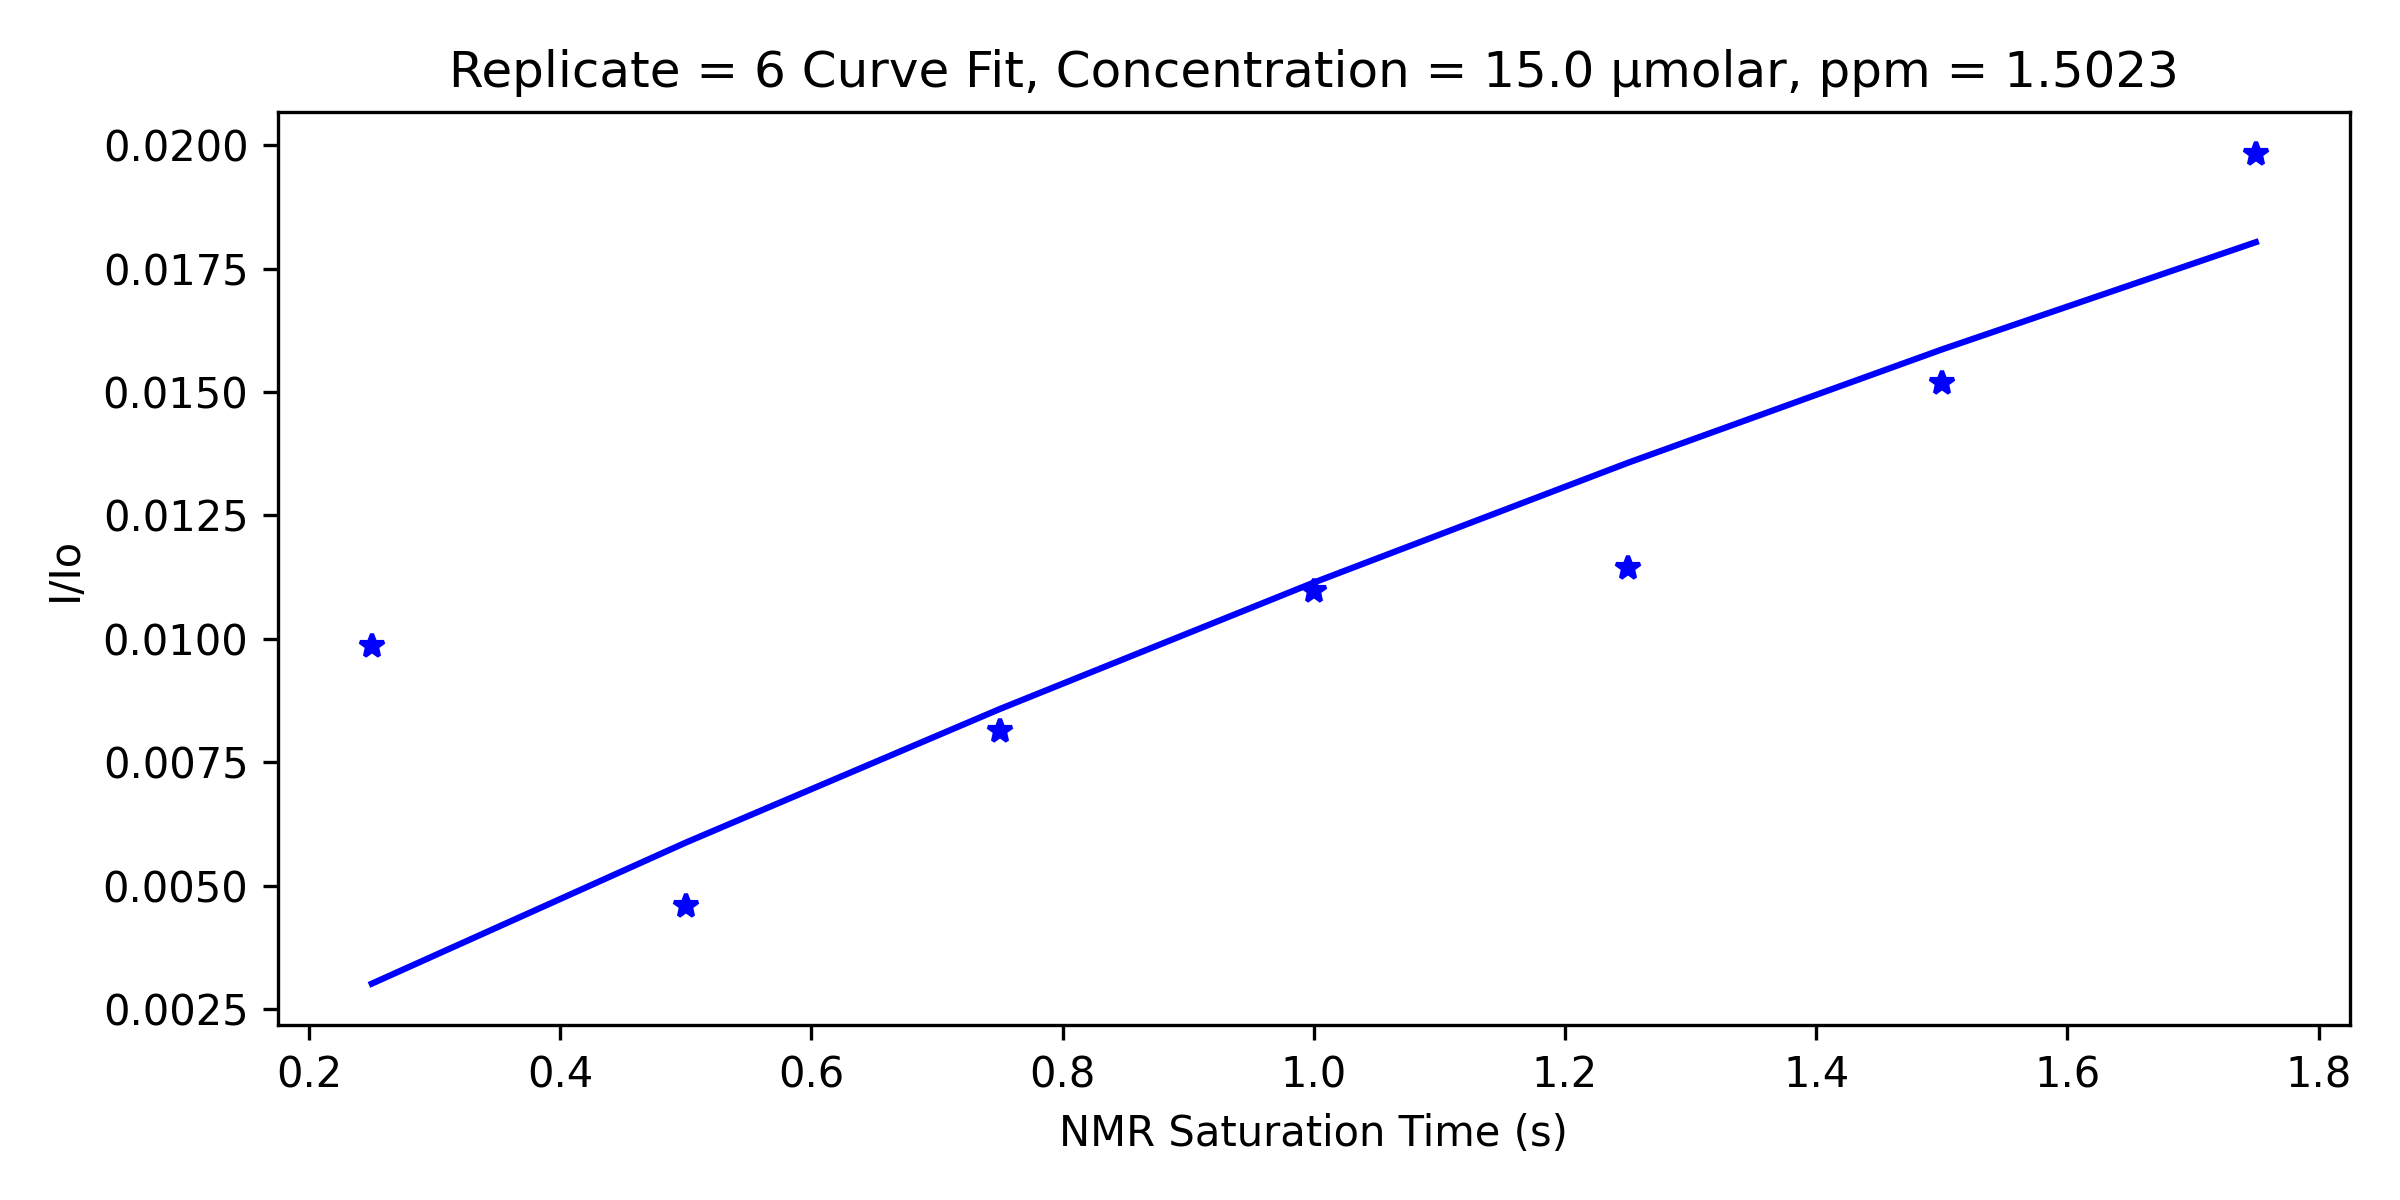 Replicate = 6 Curve Fit, Concentration = 15.0 µmolar, ppm = 1.5023
0.0200
0.0175
0.0150
0.0125
0.0100
0.0075
0.0050
0.0025
I/Io
0.2 0.4 0.6 0.8 1.0 1.2 1.4 1.6 1.8
NMR Saturation Time (s)